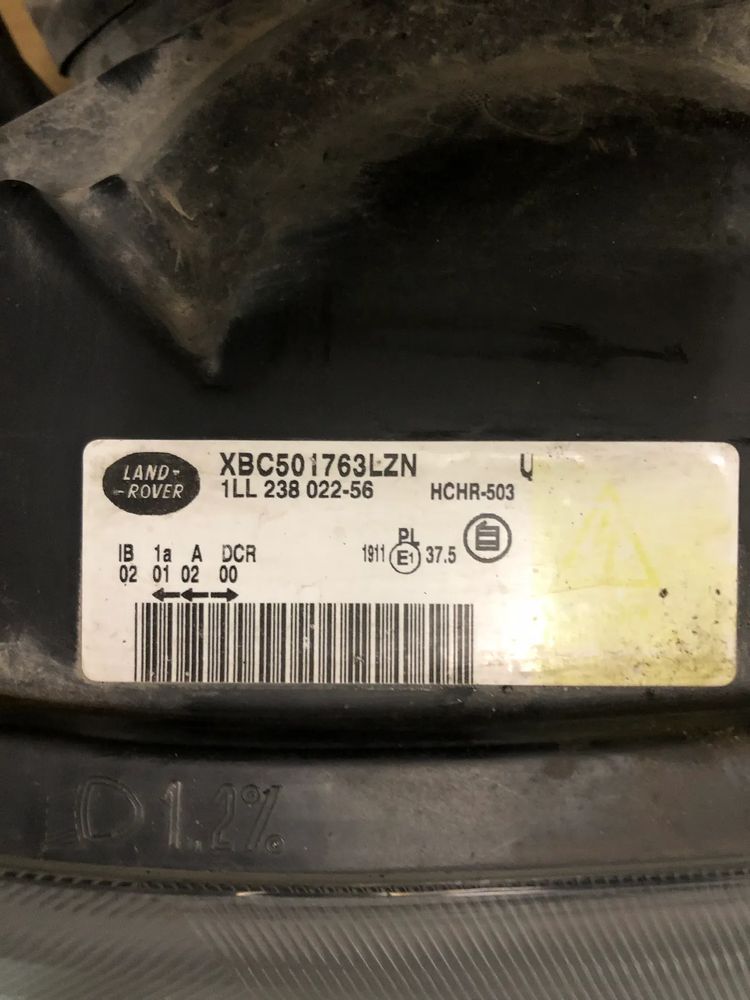 LAND-
-ROVER
XBC501763LZN
U
1LL 238 022-56 HCHR-503
IB 1a A DCR
02 01 02 00
PL
1911 E1 37.5
自
1.2%